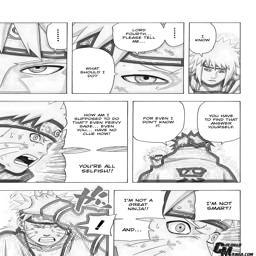 I
KNOW.
....
LORD
FOURTH...
PLEASE
TELL ME...
WHAT
SHOULD I
DO?
....
YOU HAVE
TO FIND THAT
ANSWER
YOURSELF.
FOR EVEN I
DON'T KNOW
IT.
HOW AM I
SUPPOSED TO DO
THAT? EVEN PERVY
SAGE... EVEN
YOU... HAVE NO
CLUE HOW!!
YOU'RE ALL
SELFISH!!
I'M NOT
SMART!
I'M NOT
A GREAT
NINJA!!
AND...
!